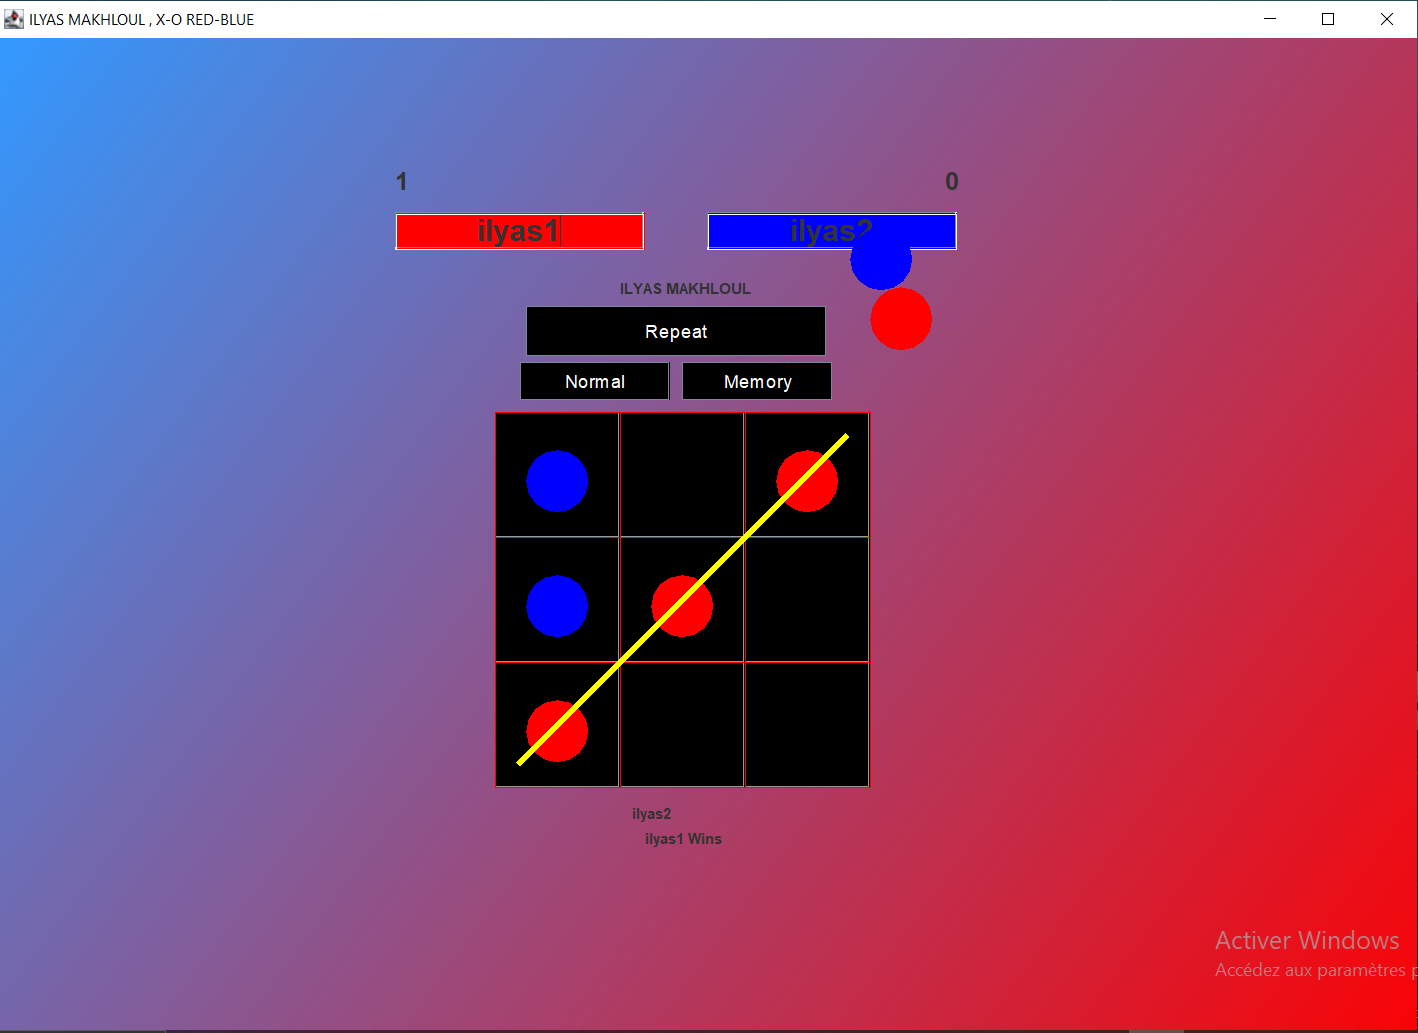 ILYAS MAKHLOUL , X-O RED-BLUE
1
0
ilyas1
ilyas2
ILYAS MAKHLOUL
Repeat
Normal
Memory
ilyas2
ilyas1 Wins
Activer Windows
Accédez aux paramètres p